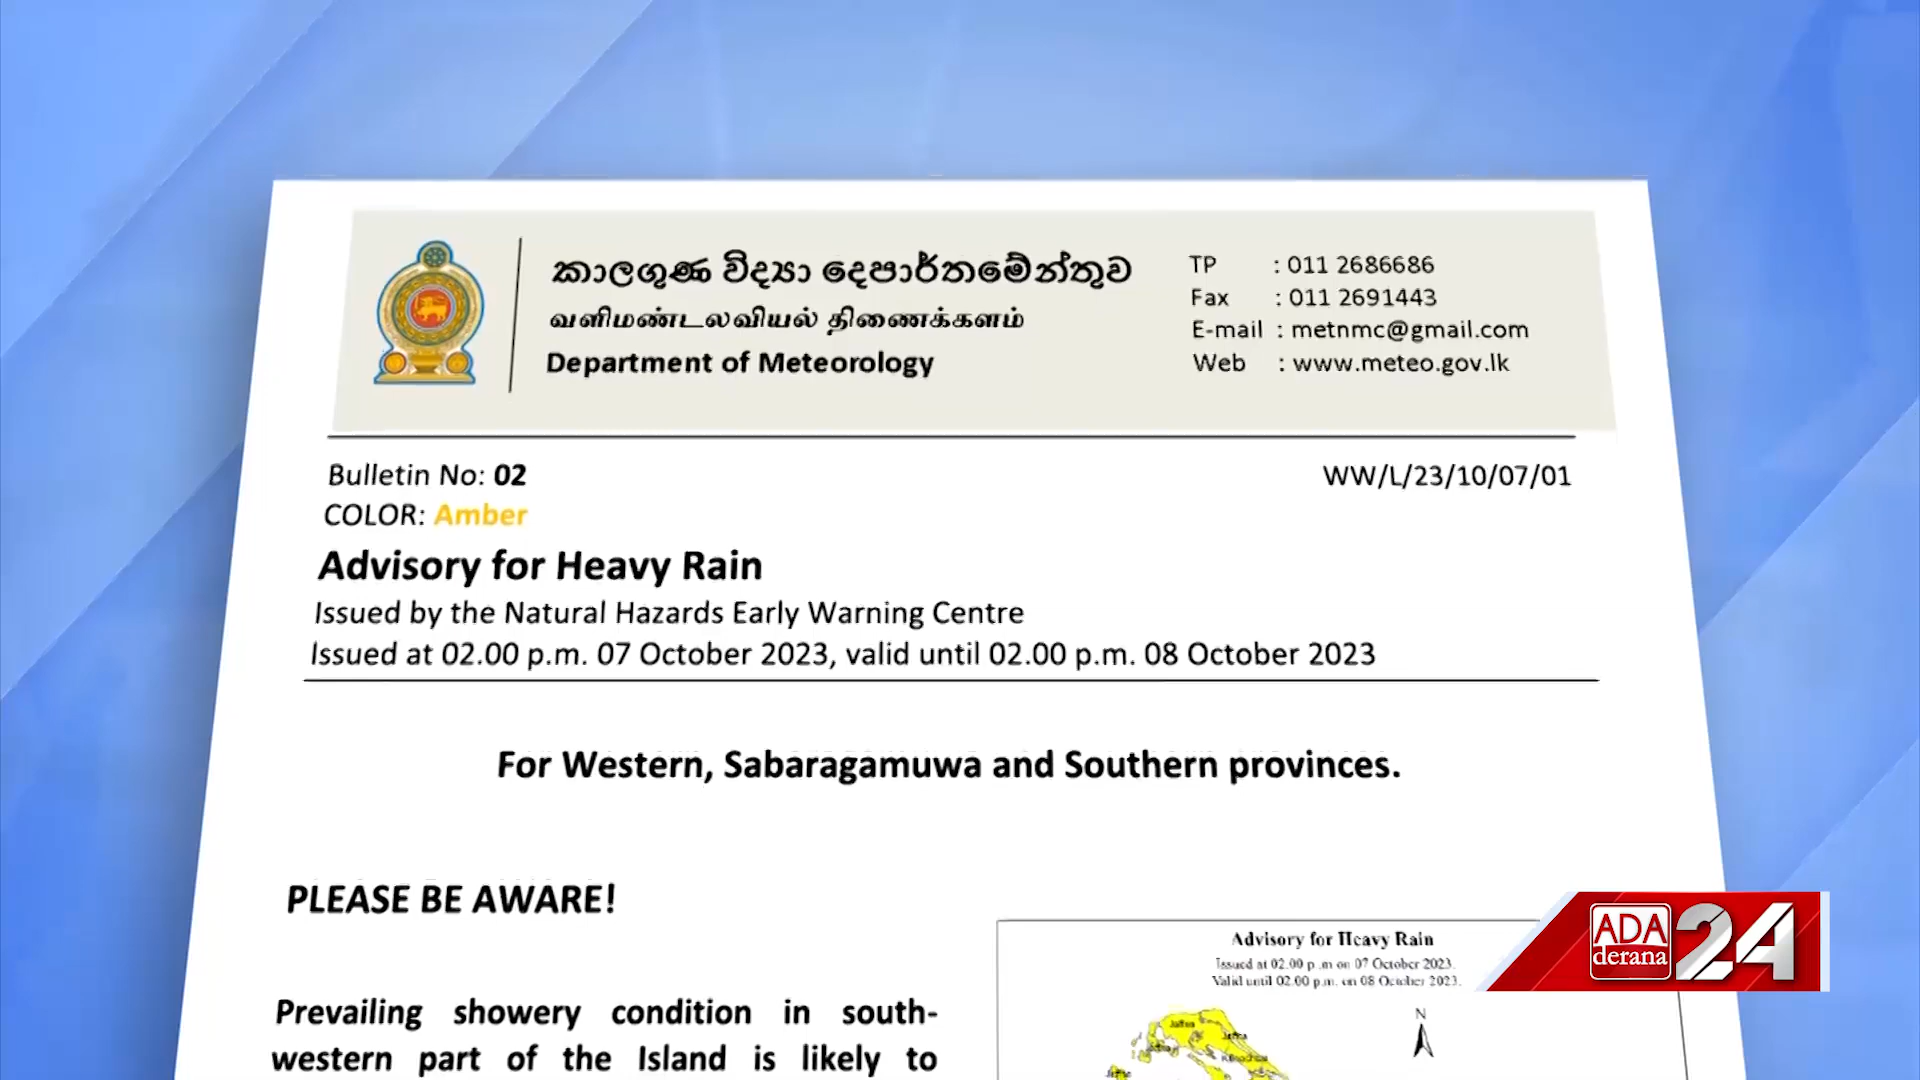 කාලගුණ විද්‍යා දෙපාර්තමේන්තුව
வளிமண்டலவியல் திணைக்களம்
Department of Meteorology
TP : 011 2686686
Fax : 011 2691443
E-mail : metnmc@gmail.com
Web : www.meteo.gov.lk
Bulletin No: 02
WW/L/23/10/07/01
COLOR: Amber
Advisory for Heavy Rain
Issued by the Natural Hazards Early Warning Centre
Issued at 02.00 p.m. 07 October 2023, valid until 02.00 p.m. 08 October 2023
For Western, Sabaragamuwa and Southern provinces.
PLEASE BE AWARE!
Prevailing showery condition in south-
western part of the Island is likely to
Advisory for Heavy Rain
Issued at 02.00 p.m on 07 October 2023.
Valid until 02.00 p.m. on 08 October 2023.
N
Jaffna
ADA
derana
24